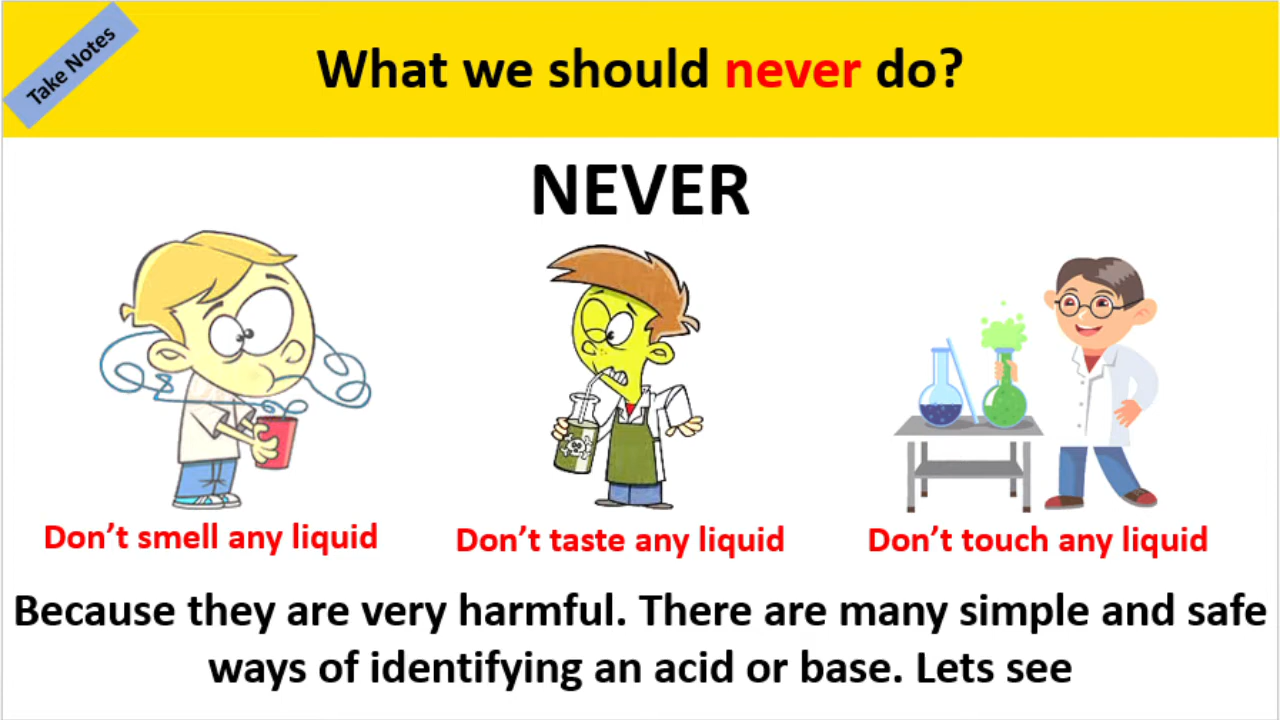 Take Notes
What we should never do?
NEVER
Don’t smell any liquid
Don’t taste any liquid
Don’t touch any liquid
Because they are very harmful. There are many simple and safe
ways of identifying an acid or base. Lets see